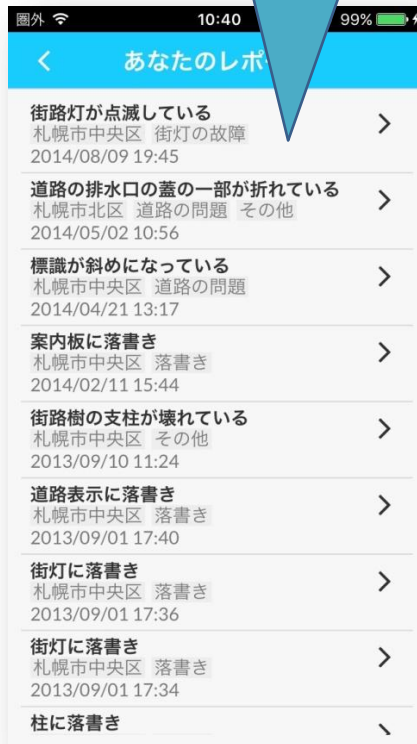 圏外 10:40 99%
あなたのレポ
街路灯が点滅している
札幌市中央区 街灯の故障
2014/08/09 19:45
道路の排水口の蓋の一部が折れている
札幌市北区 道路の問題 その他
2014/05/02 10:56
標識が斜めになっている
札幌市中央区 道路の問題
2014/04/21 13:17
案内板に落書き
札幌市中央区 落書き
2014/02/11 15:44
街路樹の支柱が壊れている
札幌市中央区 その他
2013/09/10 11:24
道路表示に落書き
札幌市中央区 落書き
2013/09/01 17:40
街灯に落書き
札幌市中央区 落書き
2013/09/01 17:36
街灯に落書き
札幌市中央区 落書き
2013/09/01 17:34
柱に落書き